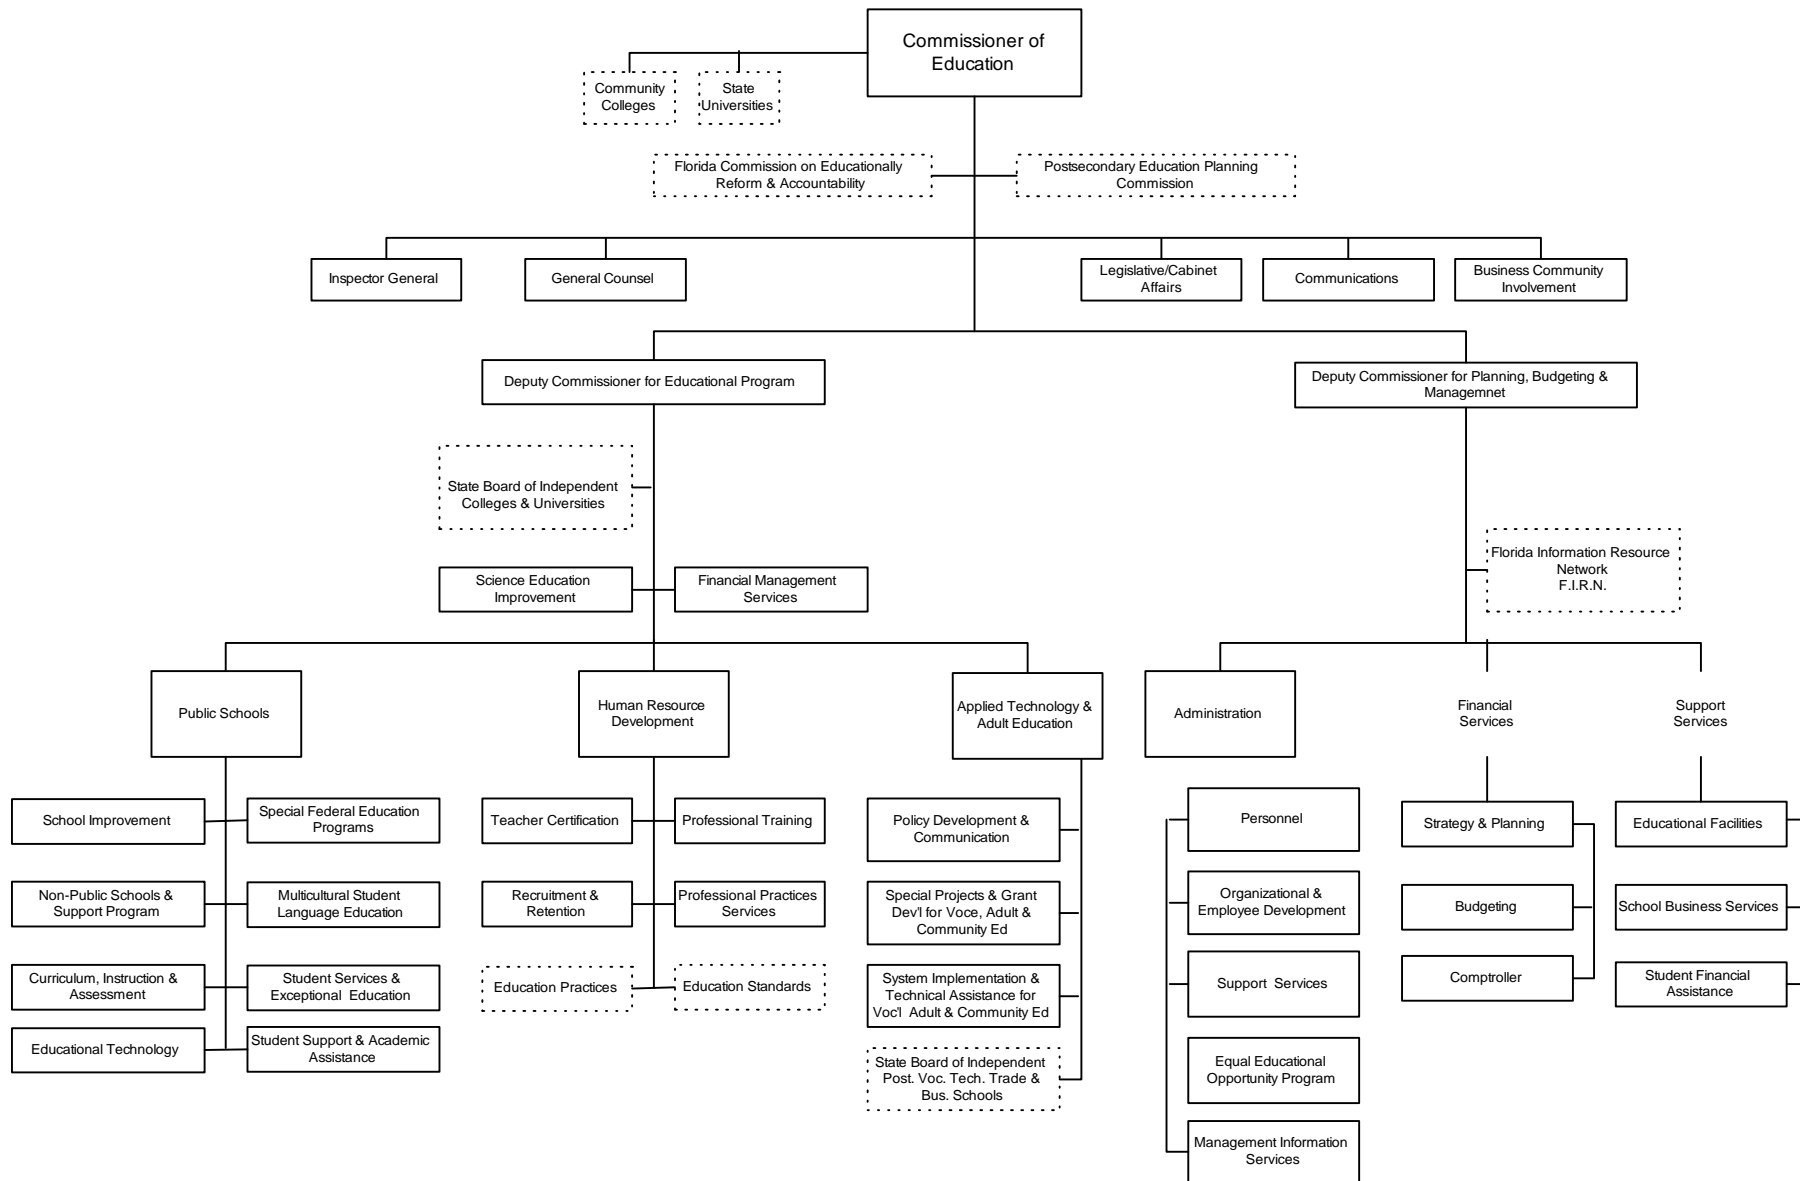 Commissioner of
Education
Community
Colleges
State
Universities
Florida Commission on Educationally
Reform & Accountability
Postsecondary Education Planning
Commission
Inspector General
General Counsel
Legislative/Cabinet
Affairs
Communications
Business Community
Involvement
Deputy Commissioner for Educational Program
Deputy Commissioner for Planning, Budgeting &
Managemnet
State Board of Independent
Colleges & Universities
Florida Information Resource
Network
F.I.R.N.
Science Education
Improvement
Financial Management
Services
Public Schools
Human Resource
Development
Applied Technology &
Adult Education
Administration
Financial
Services
Support
Services
School Improvement
Special Federal Education
Programs
Teacher Certification
Professional Training
Policy Development &
Communication
Personnel
Strategy & Planning
Educational Facilities
Non-Public Schools &
Support Program
Multicultural Student
Language Education
Recruitment &
Retention
Professional Practices
Services
Special Projects & Grant
Dev'l for Voce, Adult &
Community Ed
Organizational &
Employee Development
Budgeting
School Business Services
Curriculum, Instruction &
Assessment
Student Services &
Exceptional Education
Education Practices
Education Standards
System Implementation &
Technical Assistance for
Voc'l Adult & Community Ed
Support Services
Comptroller
Student Financial
Assistance
Educational Technology
Student Support & Academic
Assistance
State Board of Independent
Post. Voc. Tech. Trade &
Bus. Schools
Equal Educational
Opportunity Program
Management Information
Services